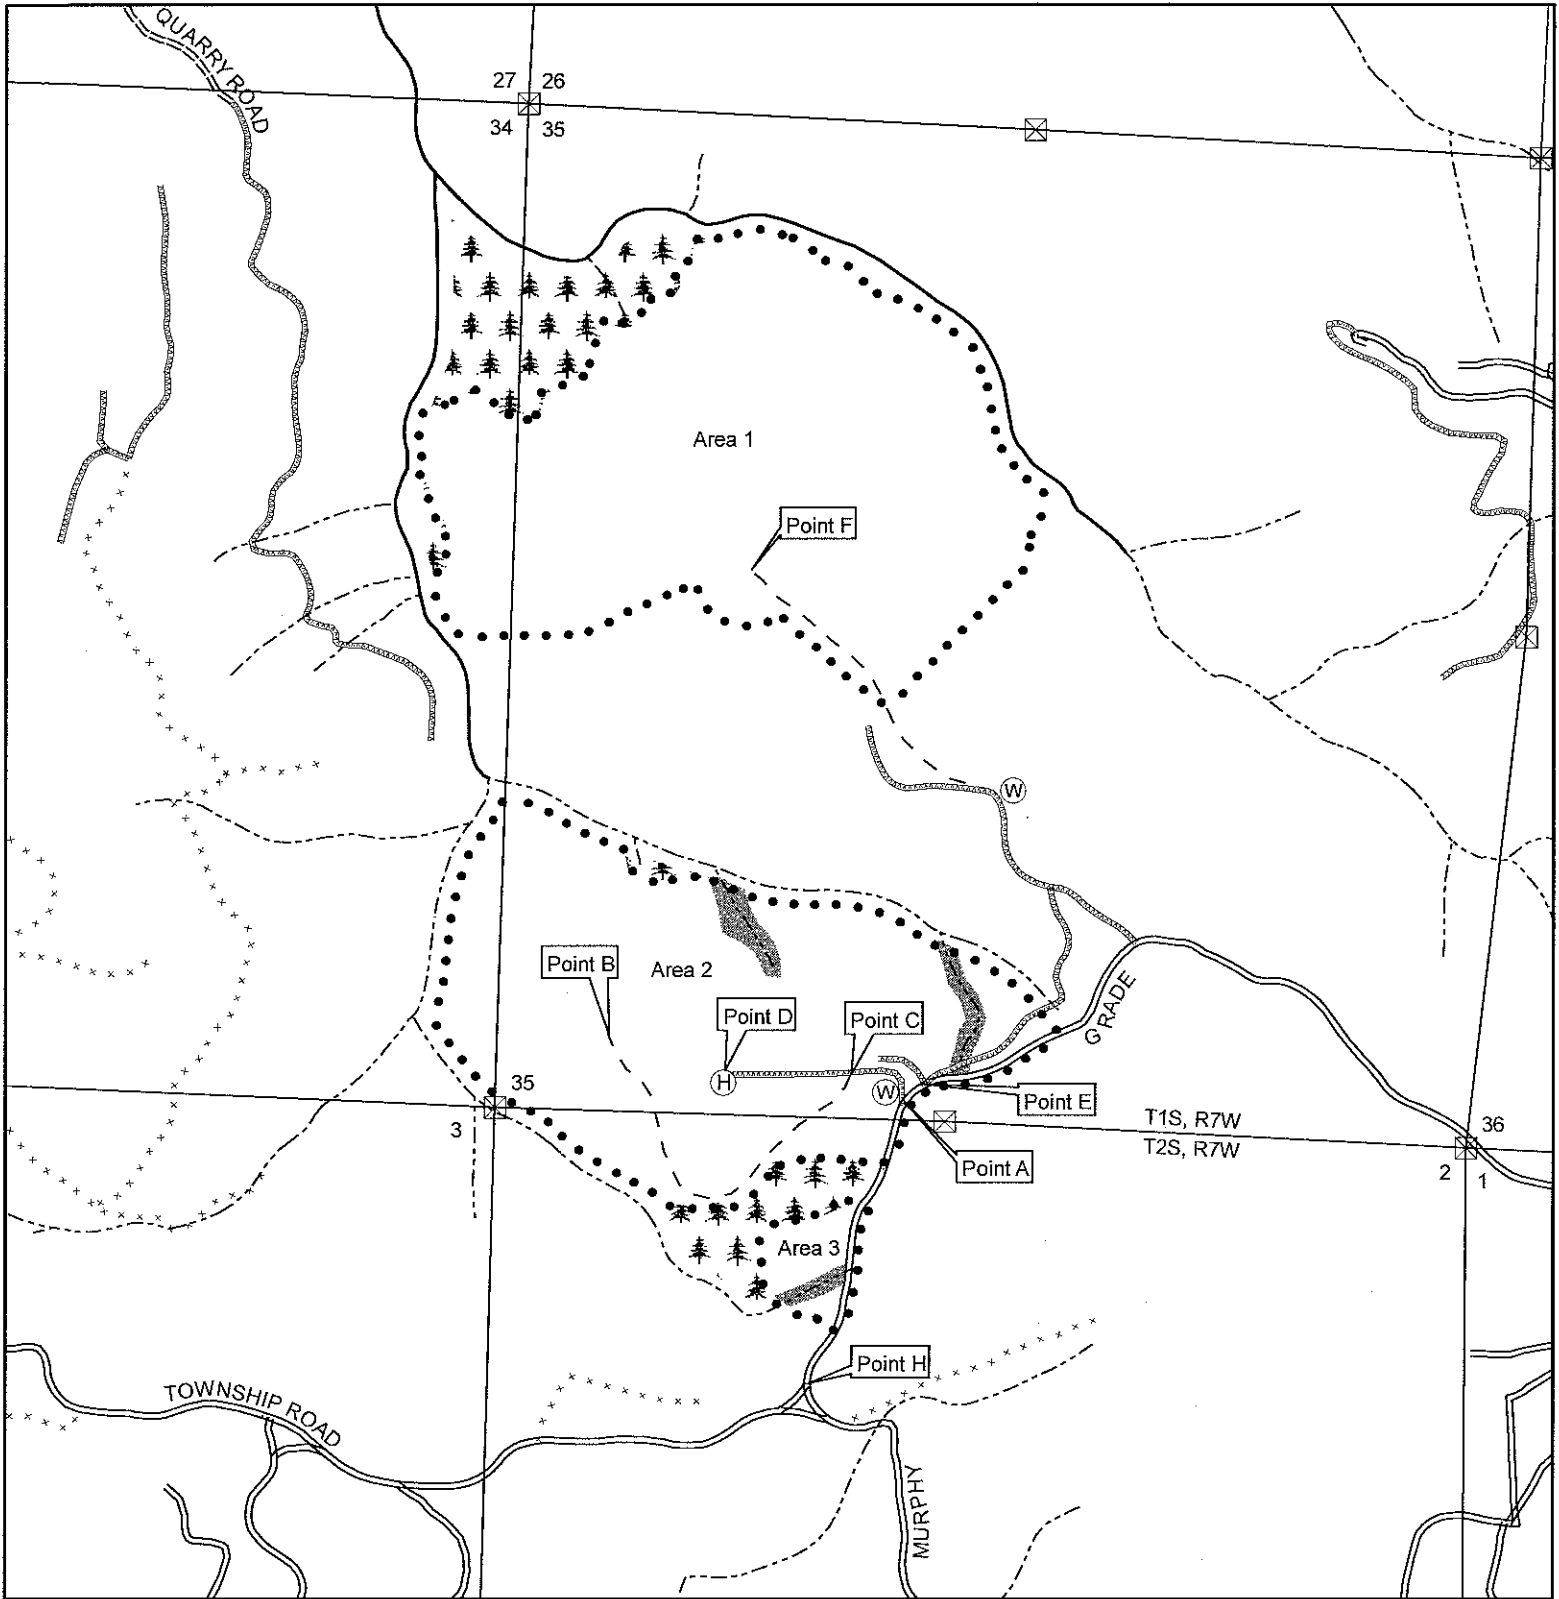 QUARRY ROAD
27 26
34 35
Area 1
Point F
W
Point B
Area 2
Point D
Point C
GRADE
H
W
35
Point E
3
T1S, R7W
36
T2S, R7W
Point A
2
1
Area 3
Point H
TOWNSHIP ROAD
MURPHY